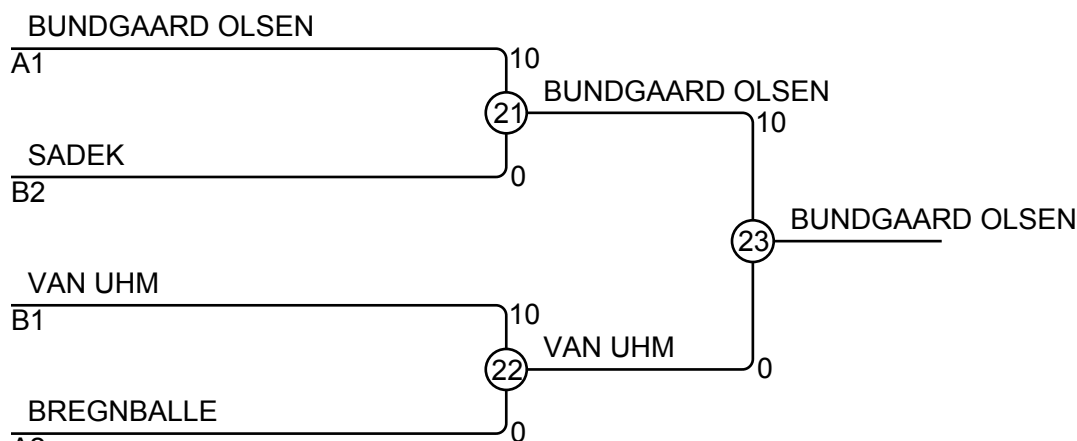 BUNDGAARD OLSEN
A1
10
21
BUNDGAARD OLSEN
10
SADEK
B2
0
23
BUNDGAARD OLSEN
VAN UHM
B1
10
22
VAN UHM
0
BREGNBALLE
0